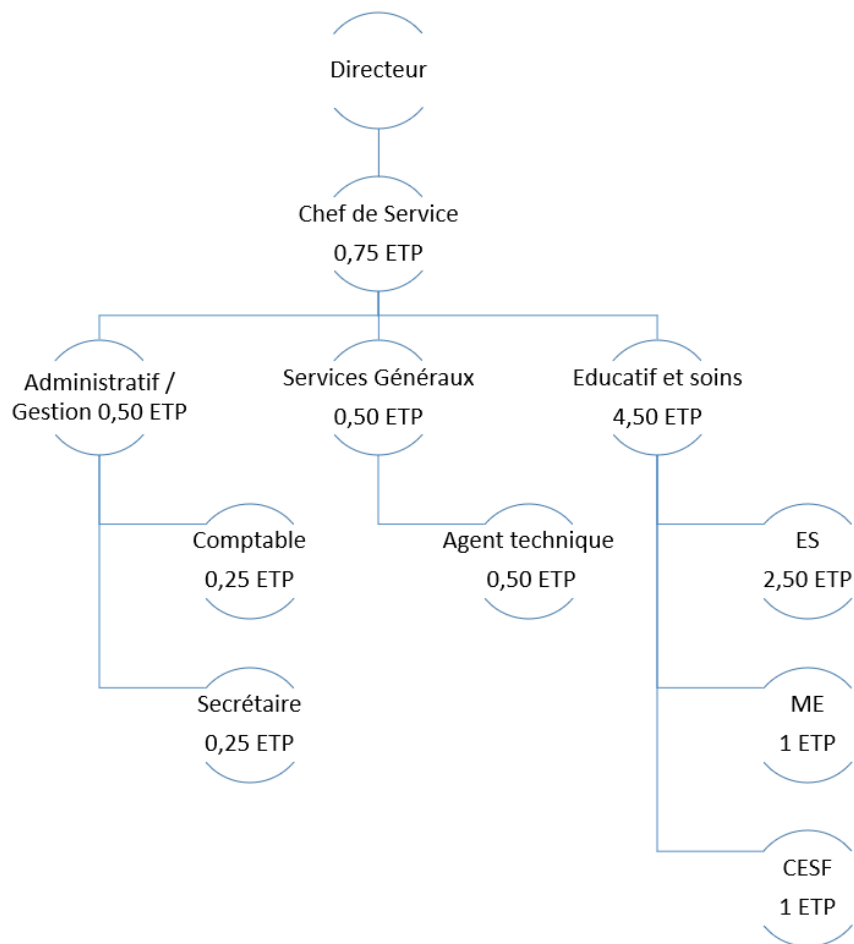 Directeur
Chef de Service
0,75 ETP
Administratif /
Gestion 0,50 ETP
Services Généraux
0,50 ETP
Educatif et soins
4,50 ETP
Comptable
0,25 ETP
Agent technique
0,50 ETP
ES
2,50 ETP
Secrétaire
0,25 ETP
ME
1 ETP
CESF
1 ETP